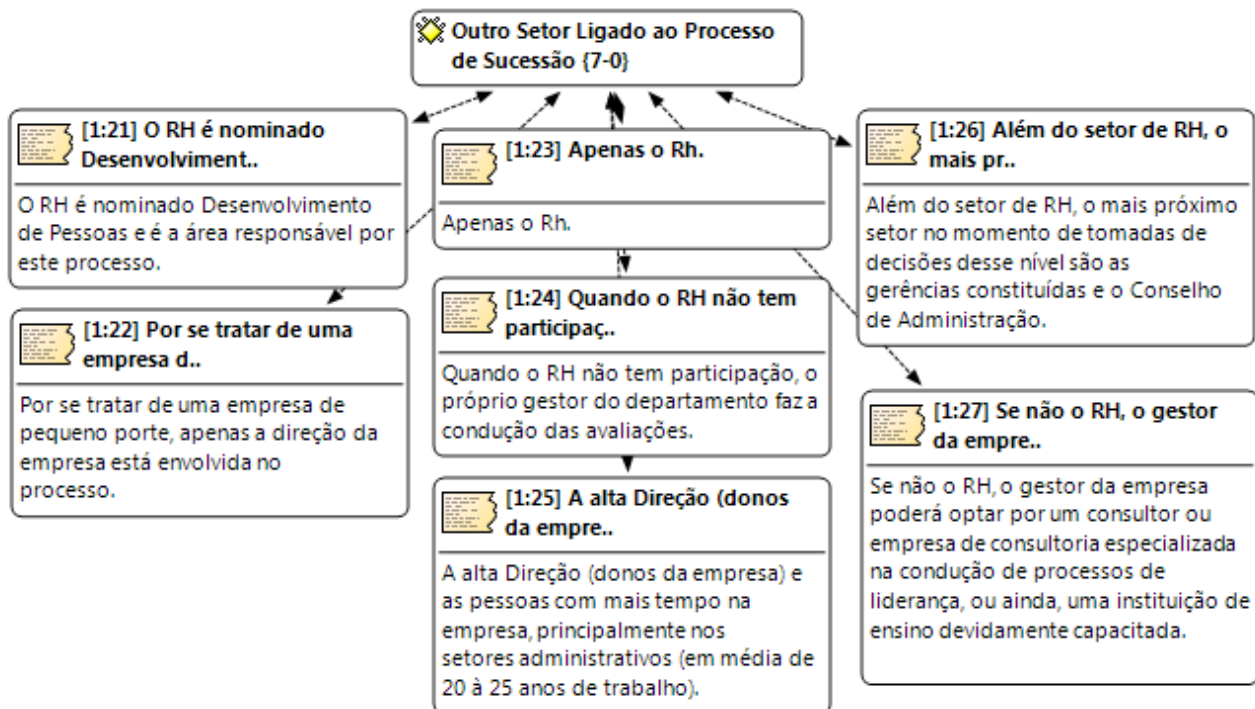 Outro Setor Ligado ao Processo
de Sucessão {7-0}
[1:21] O RH é nominado
Desenvolviment..
O RH é nominado Desenvolvimento
de Pessoas e é a área responsável por
este processo.
[1:22] Por se tratar de uma
empresa d..
Por se tratar de uma empresa de
pequeno porte, apenas a direção da
empresa está envolvida no
processo.
[1:23] Apenas o Rh.
Apenas o Rh.
[1:24] Quando o RH não tem
participaç..
Quando o RH não tem participação, o
próprio gestor do departamento faz a
condução das avaliações.
[1:25] A alta Direção (donos
da empre..
A alta Direção (donos da empresa) e
as pessoas com mais tempo na
empresa, principalmente nos
setores administrativos (em média de
20 à 25 anos de trabalho).
[1:26] Além do setor de RH, o
mais pr..
Além do setor de RH, o mais próximo
setor no momento de tomadas de
decisões desse nível são as
gerências constituídas e o Conselho
de Administração.
[1:27] Se não o RH, o gestor
da empre..
Se não o RH, o gestor da empresa
poderá optar por um consultor ou
empresa de consultoria especializada
na condução de processos de
liderança, ou ainda, uma instituição de
ensino devidamente capacitada.